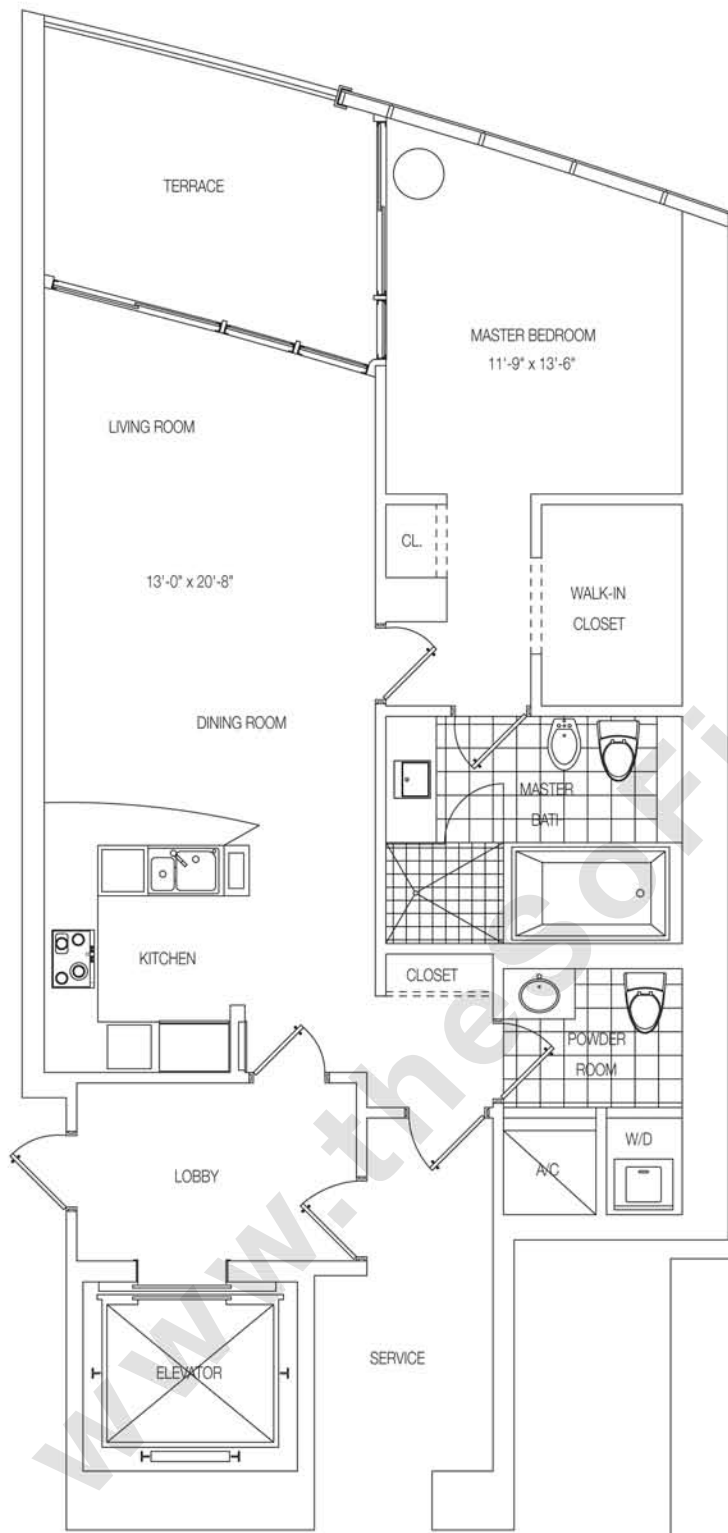 TERRACE
MASTER BEDROOM
11'-9" x 13'-6"
LIVING ROOM
CL.
13'-0" x 20'-8"
WALK-IN
CLOSET
DINING ROOM
MASTER
BATH
KITCHEN
CLOSET
POWDER
ROOM
LOBBY
A/C
W/D
SERVICE
ELEVATOR
www.theSoFi